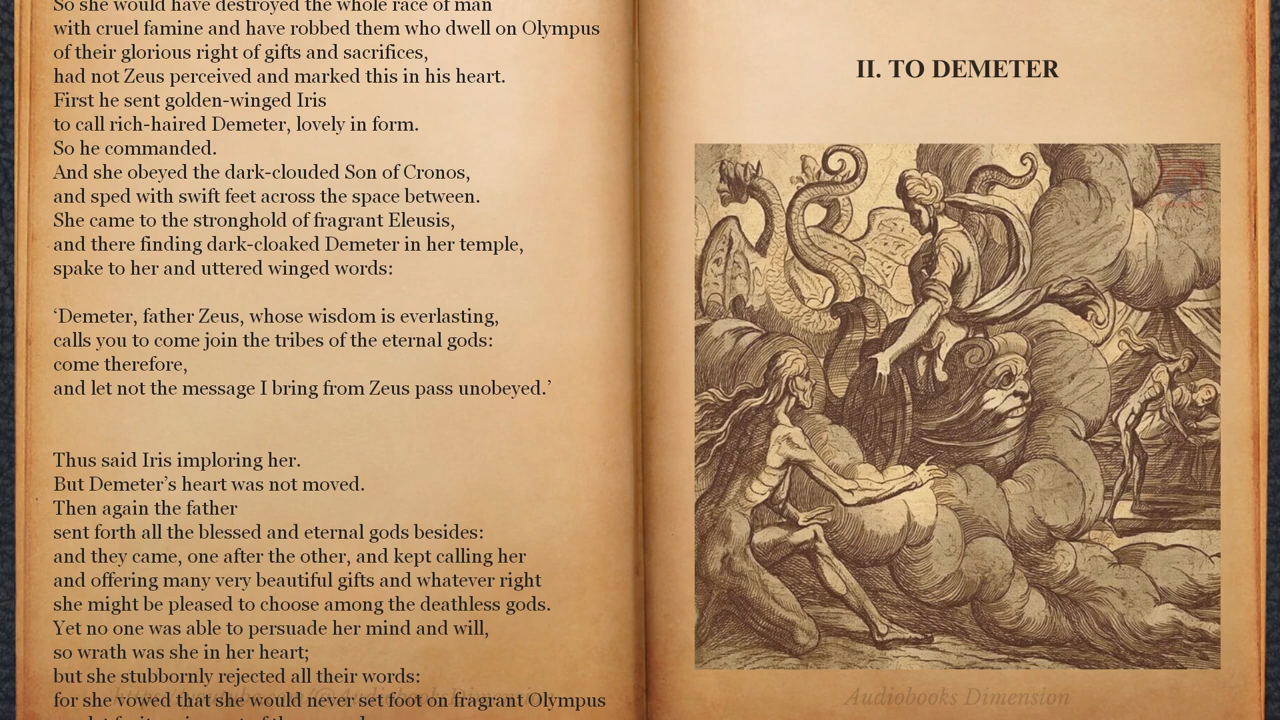 So she would have destroyed the whole race of man
with cruel famine and have robbed them who dwell on Olympus
of their glorious right of gifts and sacrifices,
had not Zeus perceived and marked this in his heart.
First he sent golden-winged Iris
to call rich-haired Demeter, lovely in form.
So he commanded.
And she obeyed the dark-clouded Son of Cronos,
and sped with swift feet across the space between.
She came to the stronghold of fragrant Eleusis,
and there finding dark-cloaked Demeter in her temple,
spake to her and uttered winged words:
‘Demeter, father Zeus, whose wisdom is everlasting,
calls you to come join the tribes of the eternal gods:
come therefore,
and let not the message I bring from Zeus pass unobeyed.’
Thus said Iris imploring her.
But Demeter’s heart was not moved.
Then again the father
sent forth all the blessed and eternal gods besides:
and they came, one after the other, and kept calling her
and offering many very beautiful gifts and whatever right
she might be pleased to choose among the deathless gods.
Yet no one was able to persuade her mind and will,
so wrath was she in her heart;
but she stubbornly rejected all their words:
for she vowed that she would never set foot on fragrant Olympus
II. TO DEMETER
Audiobooks Dimension